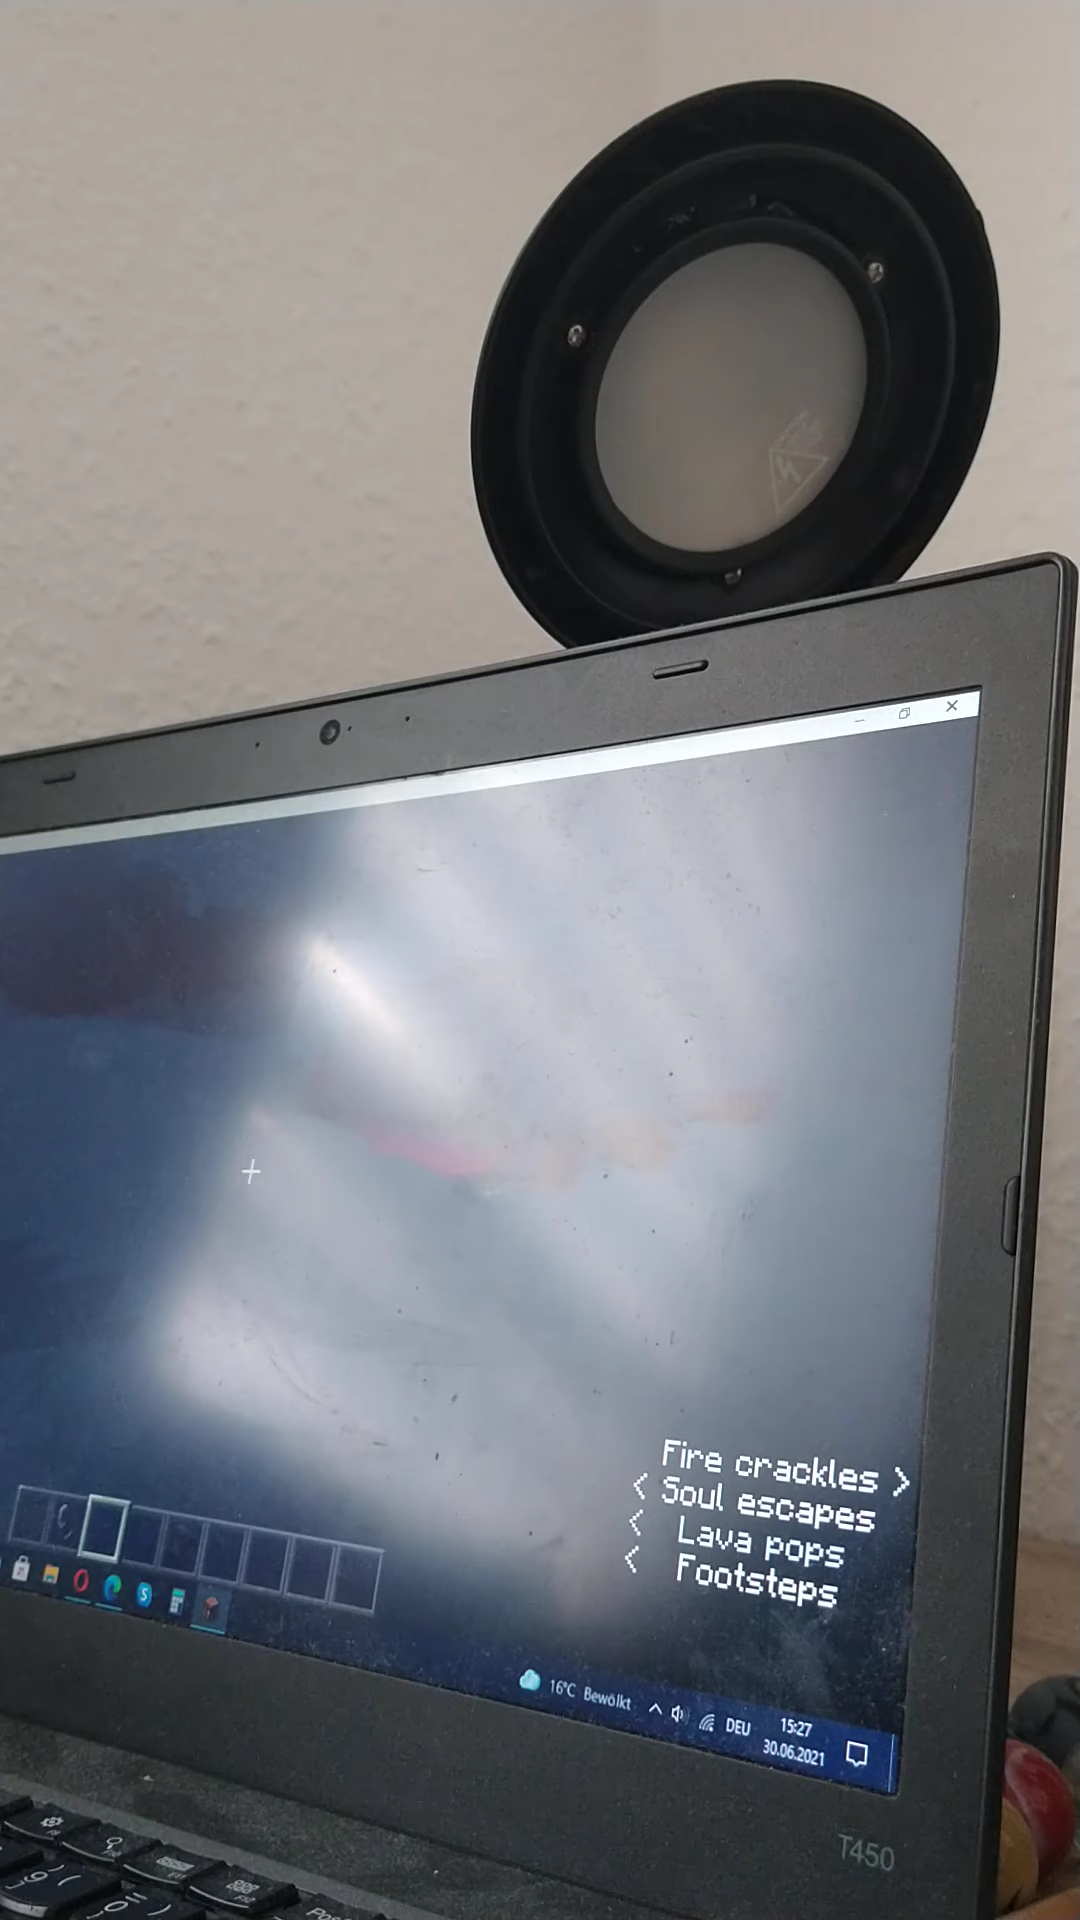 Fire crackles >
< Soul escapes
< Lava pops
< Footsteps
16°C Bewölkt
DEU
15:27
30.06.2021
T450